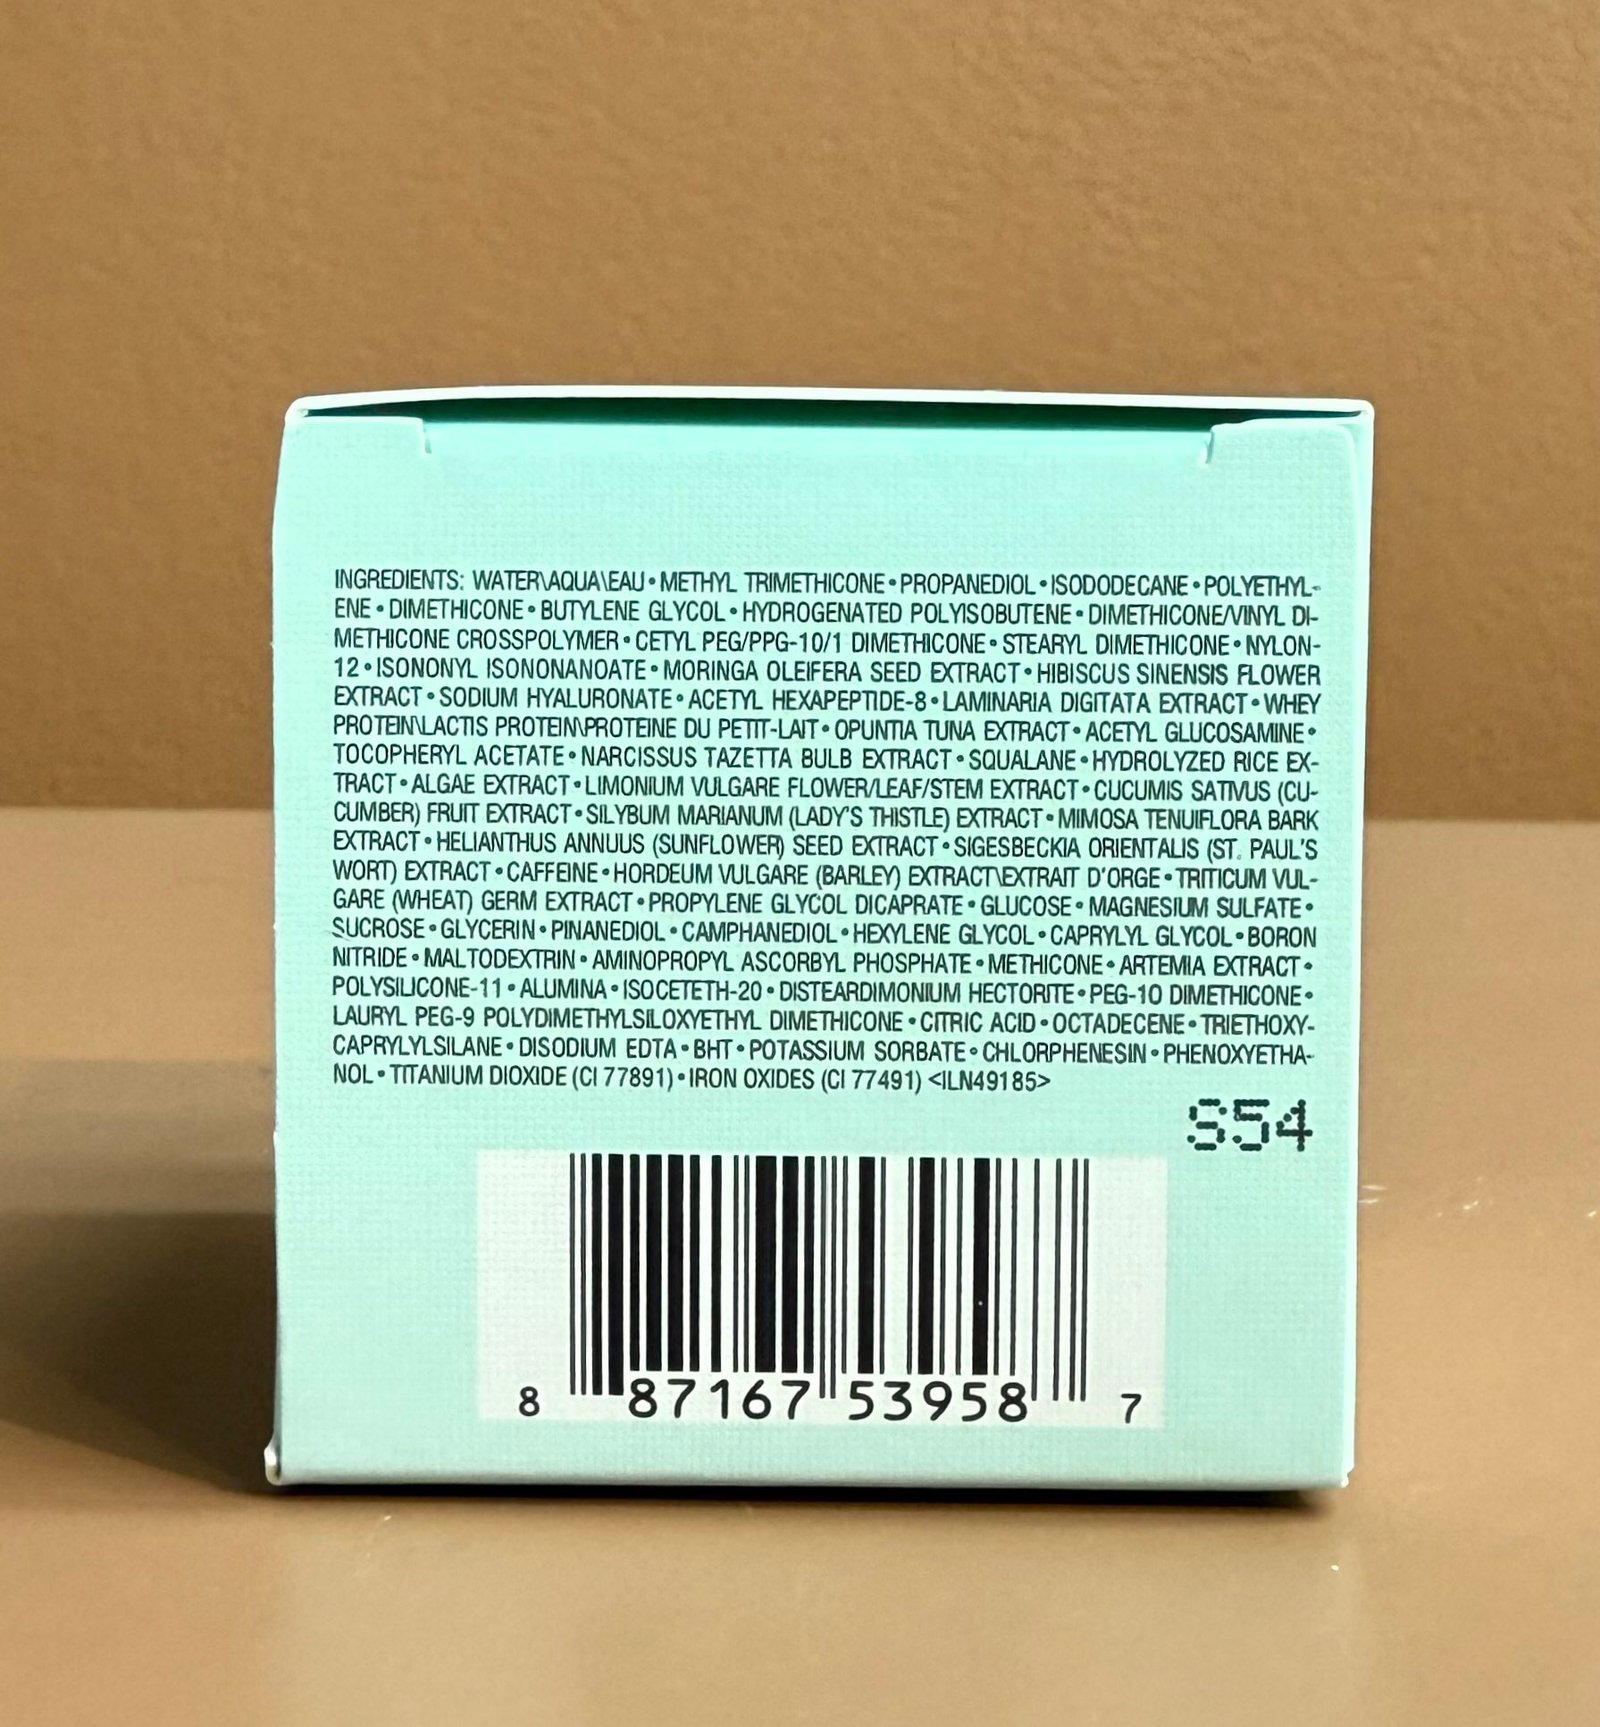 INGREDIENTS: WATER\AQUA\EAU • METHYL TRIMETHICONE • PROPANEDIOL • ISODODECANE • POLYETHYL-
ENE • DIMETHICONE • BUTYLENE GLYCOL • HYDROGENATED POLYISOBUTENE • DIMETHICONE/VINYL DI-
METHICONE CROSSPOLYMER • CETYL PEG/PPG-10/1 DIMETHICONE • STEARYL DIMETHICONE • NYLON-
12 • ISONONYL ISONONANOATE • MORINGA OLEIFERA SEED EXTRACT • HIBISCUS SINENSIS FLOWER
EXTRACT • SODIUM HYALURONATE • ACETYL HEXAPEPTIDE-8 • LAMINARIA DIGITATA EXTRACT • WHEY
PROTEIN\LACTIS PROTEIN\PROTEINE DU PETIT-LAIT • OPUNTIA TUNA EXTRACT • ACETYL GLUCOSAMINE •
TOCOPHERYL ACETATE • NARCISSUS TAZETTA BULB EXTRACT • SQUALANE • HYDROLYZED RICE EX-
TRACT • ALGAE EXTRACT • LIMONIUM VULGARE FLOWER/LEAF/STEM EXTRACT • CUCUMIS SATIVUS (CU-
CUMBER) FRUIT EXTRACT • SILYBUM MARIANUM (LADY'S THISTLE) EXTRACT • MIMOSA TENUIFLORA BARK
EXTRACT • HELIANTHUS ANNUUS (SUNFLOWER) SEED EXTRACT • SIGESBECKIA ORIENTALIS (ST. PAUL'S
WORT) EXTRACT • CAFFEINE • HORDEUM VULGARE (BARLEY) EXTRACT\EXTRAIT D'ORGE • TRITICUM VUL-
GARE (WHEAT) GERM EXTRACT • PROPYLENE GLYCOL DICAPRATE • GLUCOSE • MAGNESIUM SULFATE •
SUCROSE • GLYCERIN • PINANEDIOL • CAMPHANEDIOL • HEXYLENE GLYCOL • CAPRYLYL GLYCOL • BORON
NITRIDE • MALTODEXTRIN • AMINOPROPYL ASCORBYL PHOSPHATE • METHICONE • ARTEMIA EXTRACT •
POLYSILICONE-11 • ALUMINA • ISOCETETH-20 • DISTEARDIMONIUM HECTORITE • PEG-10 DIMETHICONE •
LAURYL PEG-9 POLYDIMETHYLSILOXYETHYL DIMETHICONE • CITRIC ACID • OCTADECENE • TRIETHOXY-
CAPRYLYLSILANE • DISODIUM EDTA • BHT • POTASSIUM SORBATE • CHLORPHENESIN • PHENOXYETHA-
NOL • TITANIUM DIOXIDE (CI 77891) • IRON OXIDES (CI 77491) <ILN49185>
S54
8 87167 53958 7